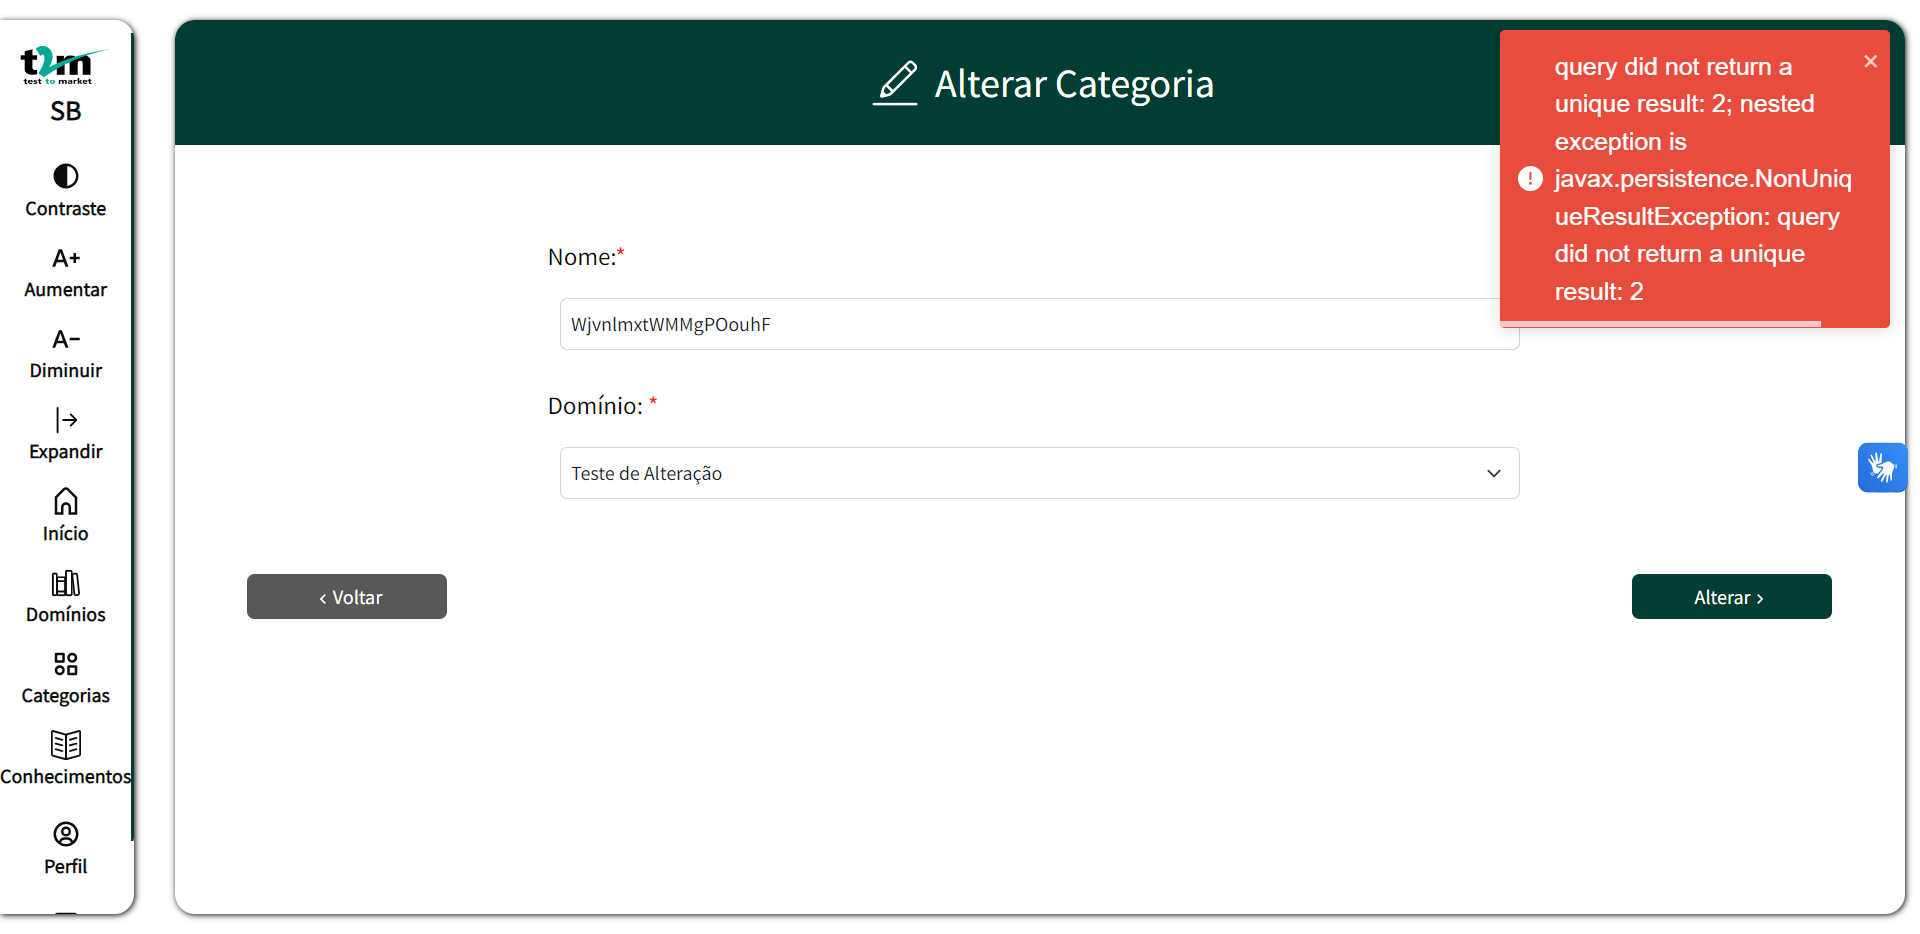 t2m
test to market
SB
Contraste
A+
Aumentar
A-
Diminuir
Expandir
Início
Domínios
Categorias
Conhecimentos
Perfil
Alterar Categoria
Nome:*
WjvnlmxtWMMgPOouhF
Domínio: *
Teste de Alteração
‹ Voltar
Alterar ›
query did not return a
unique result: 2; nested
exception is
javax.persistence.NonUniq
ueResultException: query
did not return a unique
result: 2
×